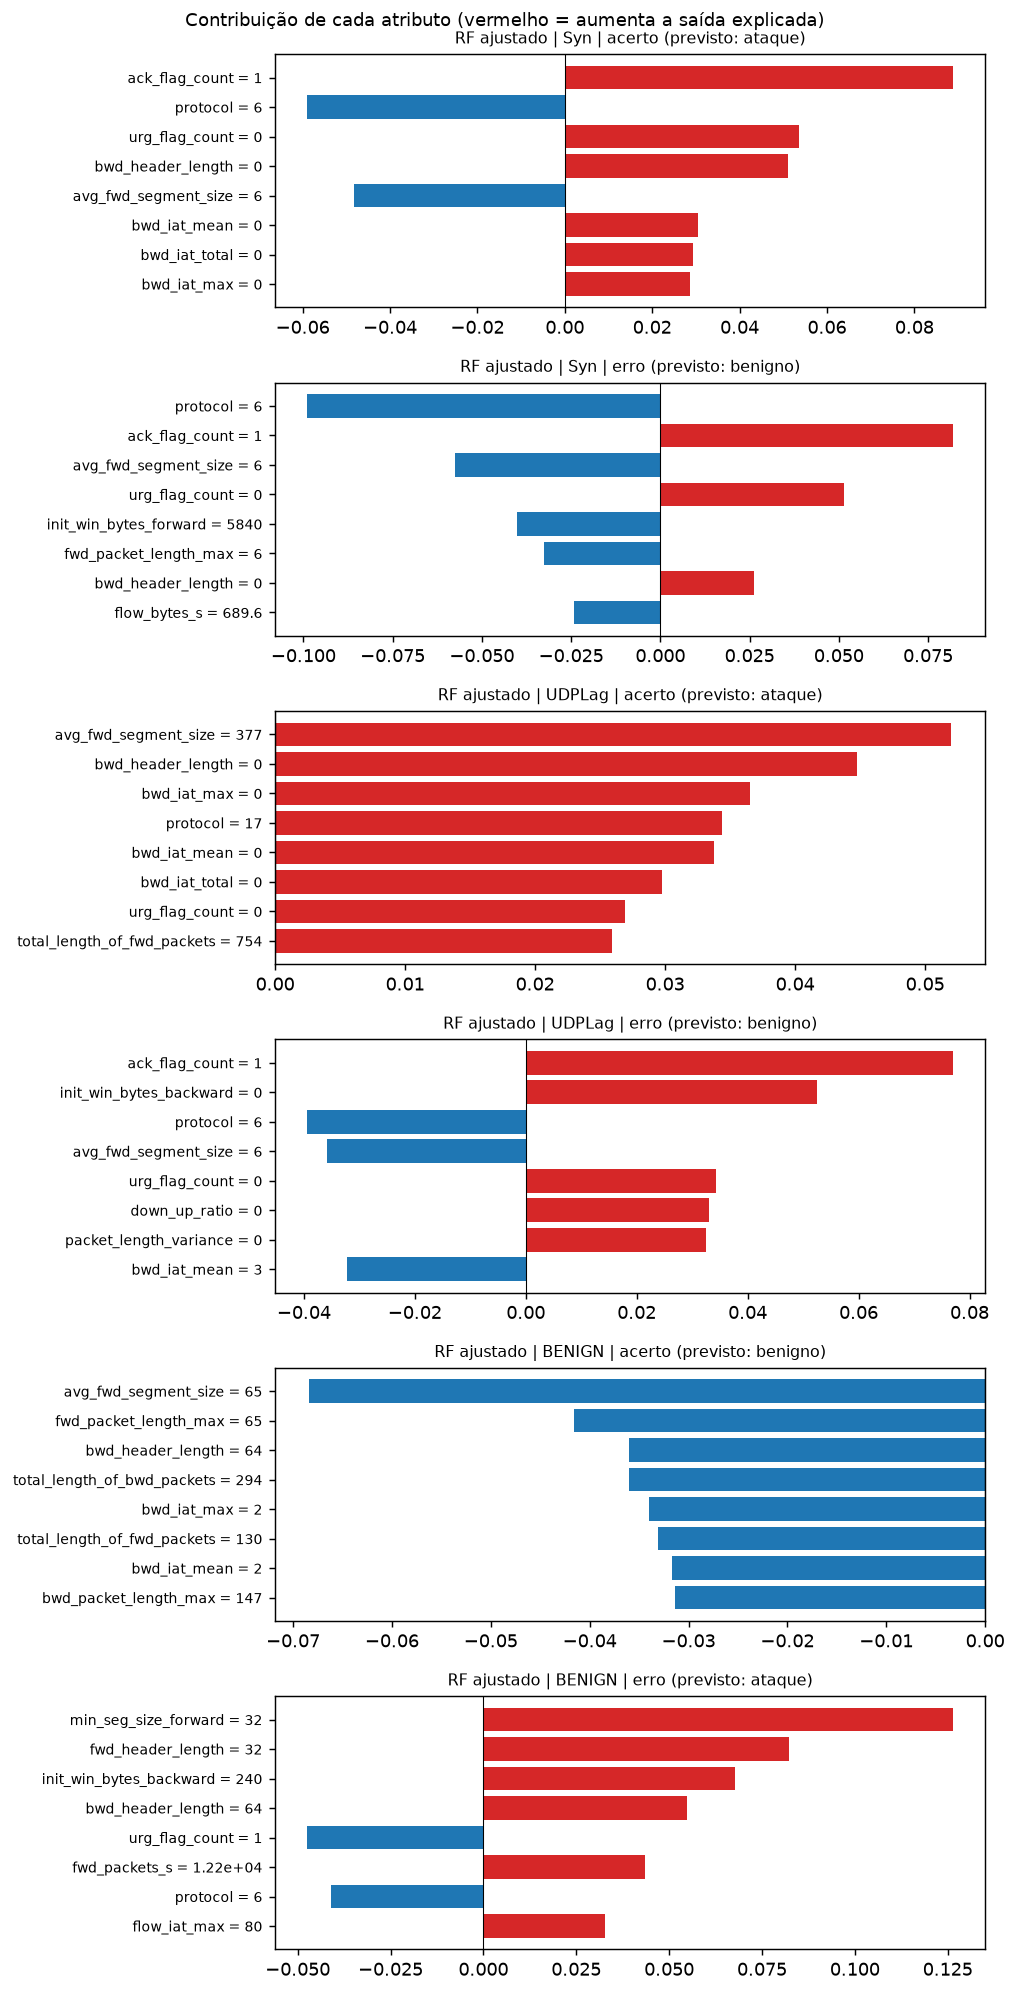 Contribuição de cada atributo (vermelho = aumenta a saída explicada)
RF ajustado | Syn | acerto (previsto: ataque)
ack_flag_count = 1
protocol = 6
urg_flag_count = 0
bwd_header_length = 0
avg_fwd_segment_size = 6
bwd_iat_mean = 0
bwd_iat_total = 0
bwd_iat_max = 0
−0.06 −0.04 −0.02 0.00 0.02 0.04 0.06 0.08
RF ajustado | Syn | erro (previsto: benigno)
protocol = 6
ack_flag_count = 1
avg_fwd_segment_size = 6
urg_flag_count = 0
init_win_bytes_forward = 5840
fwd_packet_length_max = 6
bwd_header_length = 0
flow_bytes_s = 689.6
−0.100 −0.075 −0.050 −0.025 0.000 0.025 0.050 0.075
RF ajustado | UDPLag | acerto (previsto: ataque)
avg_fwd_segment_size = 377
bwd_header_length = 0
bwd_iat_max = 0
protocol = 17
bwd_iat_mean = 0
bwd_iat_total = 0
urg_flag_count = 0
total_length_of_fwd_packets = 754
0.00 0.01 0.02 0.03 0.04 0.05
RF ajustado | UDPLag | erro (previsto: benigno)
ack_flag_count = 1
init_win_bytes_backward = 0
protocol = 6
avg_fwd_segment_size = 6
urg_flag_count = 0
down_up_ratio = 0
packet_length_variance = 0
bwd_iat_mean = 3
−0.04 −0.02 0.00 0.02 0.04 0.06 0.08
RF ajustado | BENIGN | acerto (previsto: benigno)
avg_fwd_segment_size = 65
fwd_packet_length_max = 65
bwd_header_length = 64
total_length_of_bwd_packets = 294
bwd_iat_max = 2
total_length_of_fwd_packets = 130
bwd_iat_mean = 2
bwd_packet_length_max = 147
−0.07 −0.06 −0.05 −0.04 −0.03 −0.02 −0.01 0.00
RF ajustado | BENIGN | erro (previsto: ataque)
min_seg_size_forward = 32
fwd_header_length = 32
init_win_bytes_backward = 240
bwd_header_length = 64
urg_flag_count = 1
fwd_packets_s = 1.22e+04
protocol = 6
flow_iat_max = 80
−0.050 −0.025 0.000 0.025 0.050 0.075 0.100 0.125